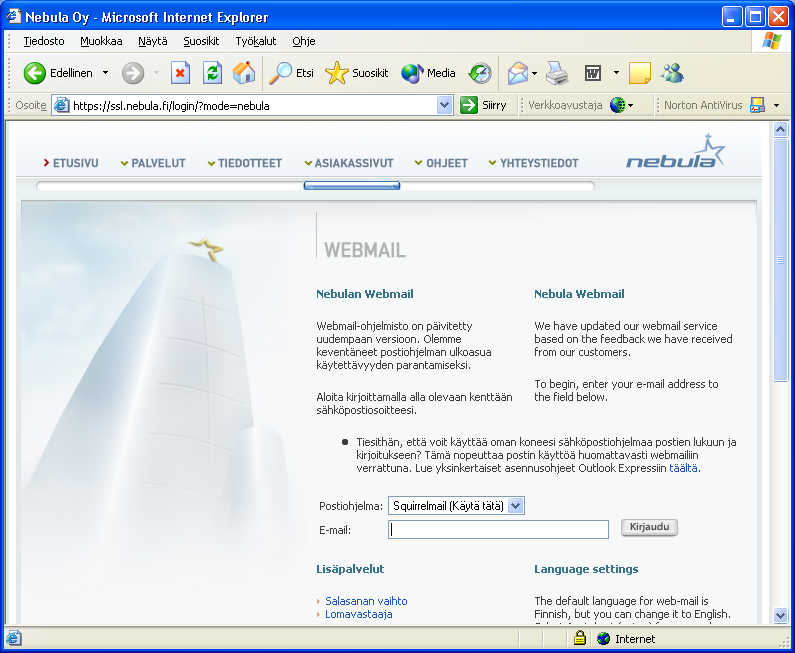 Nebula Oy - Microsoft Internet Explorer
Tiedosto Muokkaa Näytä Suosikit Työkalut Ohje
Edellinen Etsi Suosikit Media
Osoite https://ssl.nebula.fi/login/?mode=nebula Siirry Verkkoavustaja Norton AntiVirus
ETUSIVU PALVELUT TIEDOTTEET ASIAKASSIVUT OHJEET YHTEYSTIEDOT nebula
WEBMAIL
Nebulan Webmail
Webmail-ohjelmisto on päivitetty
uudempaan versioon. Olemme
keventäneet postiohjelman ulkoasua
käytettävyyden parantamiseksi.
Aloita kirjoittamalla alla olevaan kenttään
sähköpostiosoitteesi.
Nebula Webmail
We have updated our webmail service
based on the feedback we have received
from our customers.
To begin, enter your e-mail address to
the field below.
Tiesithän, että voit käyttää oman koneesi sähköpostiohjelmaa postien lukuun ja
kirjoitukseen? Tämä nopeuttaa postin käyttöä huomattavasti webmailiin
verrattuna. Lue yksinkertaiset asennusohjeet Outlook Expressiin täältä.
Postiohjelma: Squirrelmail (Käytä tätä)
E-mail: Kirjaudu
Lisäpalvelut
Salasanan vaihto
Lomavastaaja
Language settings
The default language for web-mail is
Finnish, but you can change it to English.
Internet